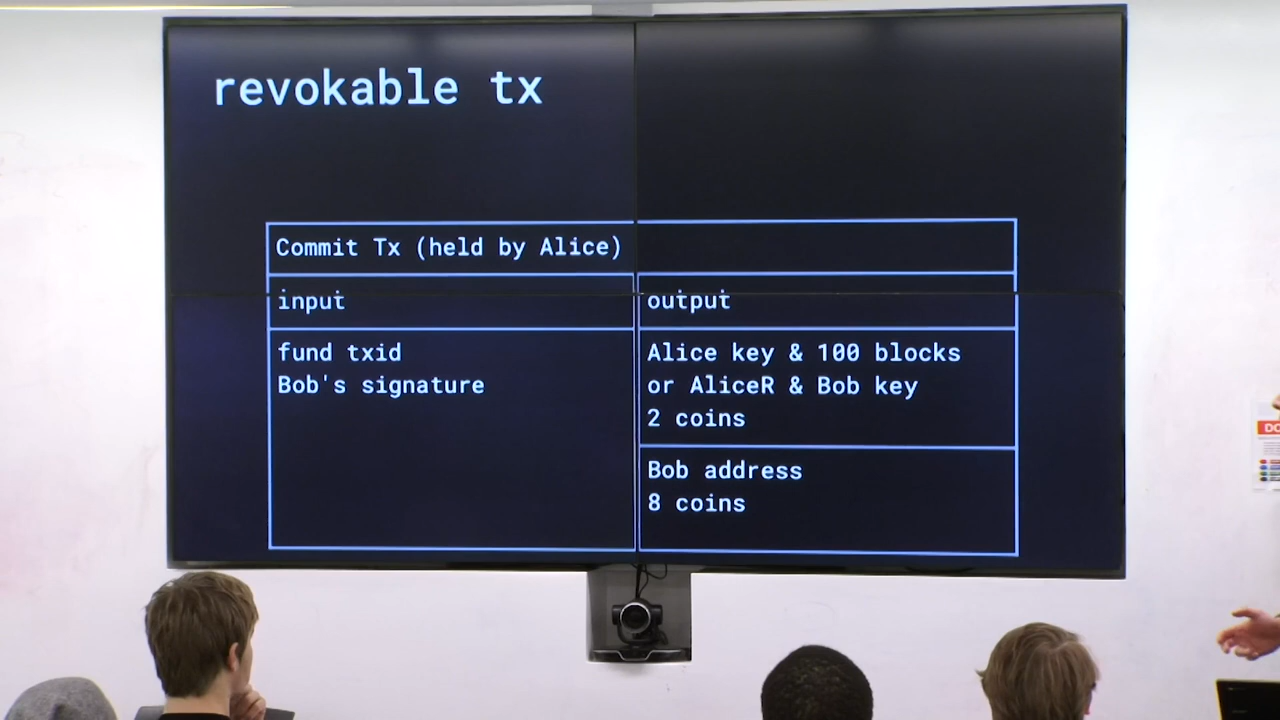 revokable tx
Commit Tx (held by Alice)
input
output
fund txid
Bob's signature
Alice key & 100 blocks
or AliceR & Bob key
2 coins
Bob address
8 coins
DO